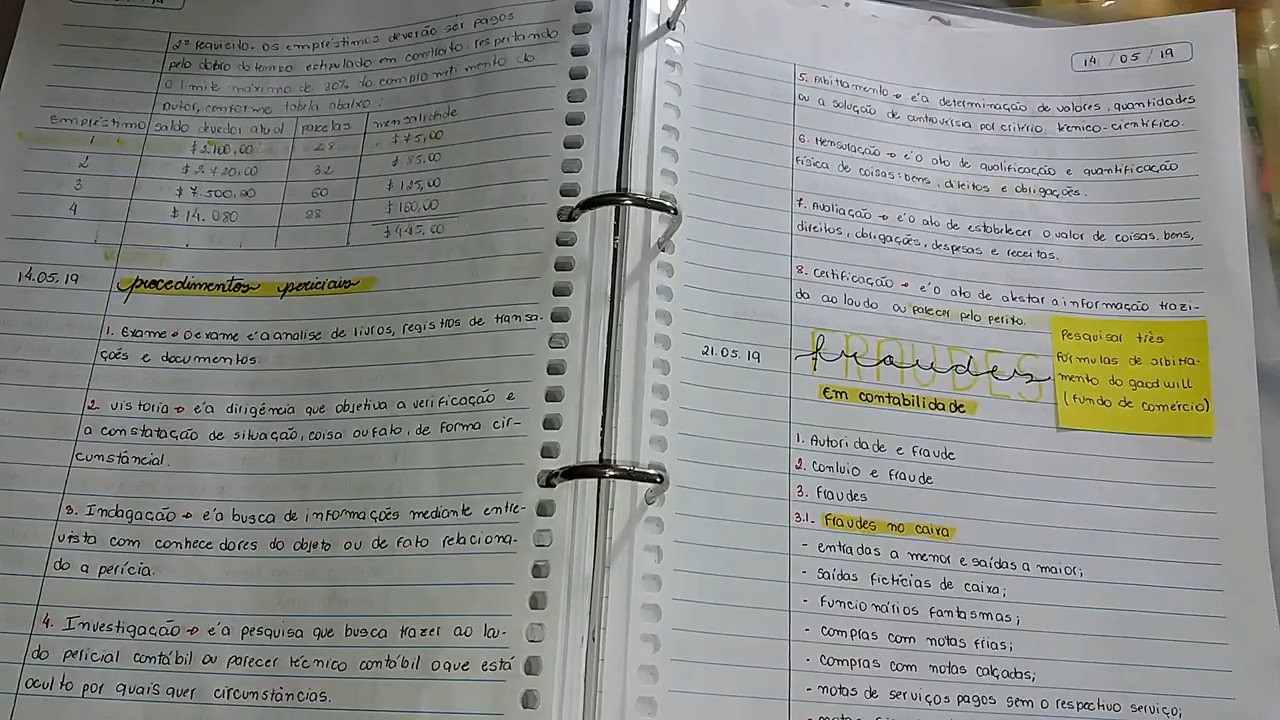 2º requisito. Os empréstimos deverão ser pagos
pelo dobro do tempo estipulado em contrato, respeitando
o limite máximo de 30% do comprometimento do
autor, conforme tabela abaixo:
Empréstimo saldo devedor atual parcelas mensalidade
1 $ 2.100,00 28 $ 75,00
2 $ 2.720,00 32 $ 85,00
3 $ 7.500,00 60 $ 125,00
4 $ 14.080 88 $ 160,00
$ 445,00
14.05.19 procedimentos periciais
1. Exame → O exame é a análise de livros, registros de transa-
ções e documentos.
2. vistoria → é a diligência que objetiva a verificação e
a constatação de situação, coisa ou fato, de forma cir-
cunstâncial.
3. Indagação → é a busca de informações mediante entre-
vista com conhecedores do objeto ou de fato relaciona-
do a perícia.
4. Investigação → é a pesquisa que busca trazer ao lau-
do pericial contábil ou parecer técnico contábil o que está
oculto por quais quer circunstâncias.
14/05/19
5. Arbitramento → é a determinação de valores, quantidades
ou a solução de controvérsia por critério técnico-científico.
6. Mensuração → é o ato de qualificação e quantificação
física de coisas: bens, direitos e obrigações.
7. Avaliação → é o ato de estabelecer o valor de coisas, bens,
direitos, obrigações, despesas e receitas.
8. certificação → é o ato de atestar a informação trazi-
da ao laudo ou parecer pelo perito.
21.05.19 FRAUDES fraudes
Em contabilidade
Pesquisar três
fórmulas de arbitra-
mento do good will
(fundo de comércio)
1. Autoridade e fraude
2. conluio e fraude
3. fraudes
3.1. Fraudes no caixa
- entradas a menor e saídas a maior;
- saídas fictícias de caixa;
- funcionários fantasmas;
- compras com notas frias;
- compras com notas calçadas;
- notas de serviços pagos sem o respectivo serviço;